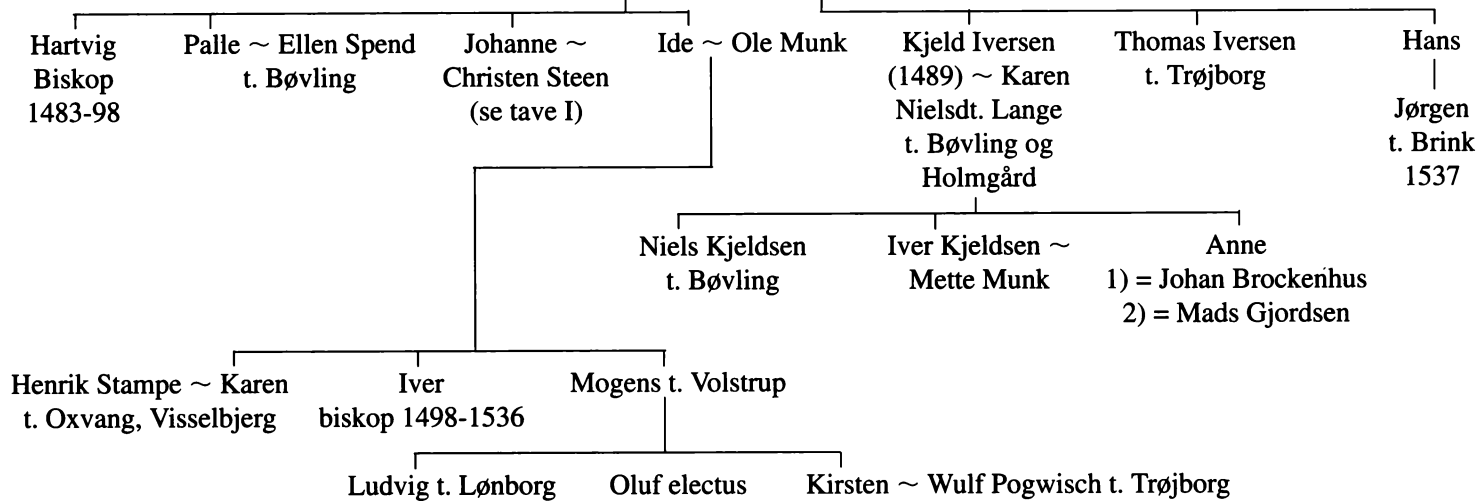 Hartvig
Biskop
1483-98
Palle ~ Ellen Spend
t. Bøvling
Johanne ~
Christen Steen
(se tave I)
Ide ~ Ole Munk
Kjeld Iversen
(1489) ~ Karen
Nielsdt. Lange
t. Bøvling og
Holmgård
Thomas Iversen
t. Trøjborg
Hans
Jørgen
t. Brink
1537
Niels Kjeldsen
t. Bøvling
Iver Kjeldsen ~
Mette Munk
Anne
1) = Johan Brockenhus
2) = Mads Gjordsen
Henrik Stampe ~ Karen
t. Oxvang, Visselbjerg
Iver
biskop 1498-1536
Mogens t. Volstrup
Ludvig t. Lønborg
Oluf electus
Kirsten ~ Wulf Pogwisch t. Trøjborg